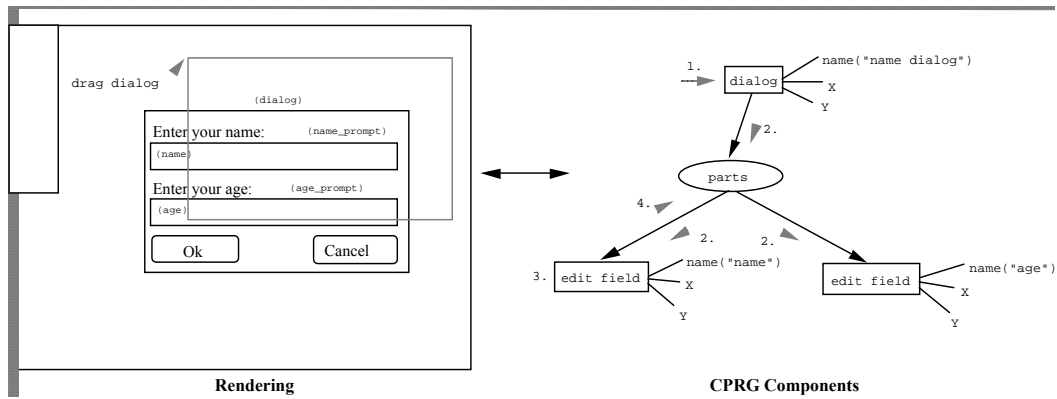 drag dialog
(dialog)
Enter your name: (name_prompt)
(name)
Enter your age: (age_prompt)
(age)
Ok Cancel
Rendering
1.
dialog
name("name dialog")
X
Y
2.
parts
4.
2. 2.
3. edit field
name("name")
X
Y
edit field
name("age")
X
Y
CPRG Components